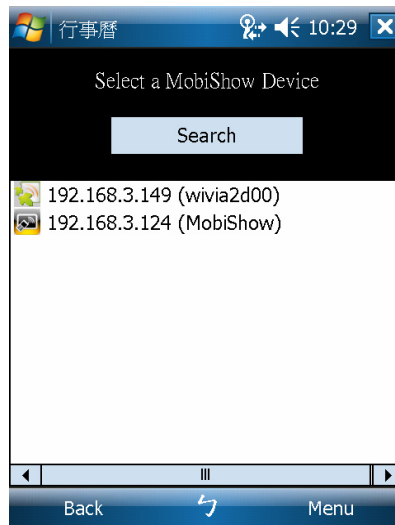 行事曆 10:29
Select a MobiShow Device
Search
192.168.3.149 (wivia2d00)
192.168.3.124 (MobiShow)
Back ㄅ Menu